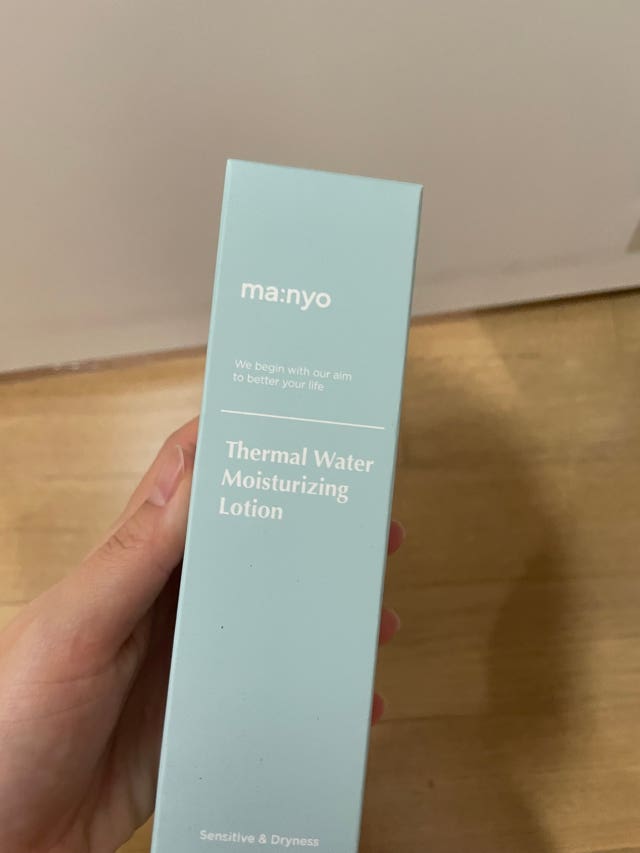 ma:nyo
We begin with our aim
to better your life
Thermal Water
Moisturizing
Lotion
Sensitive & Dryness